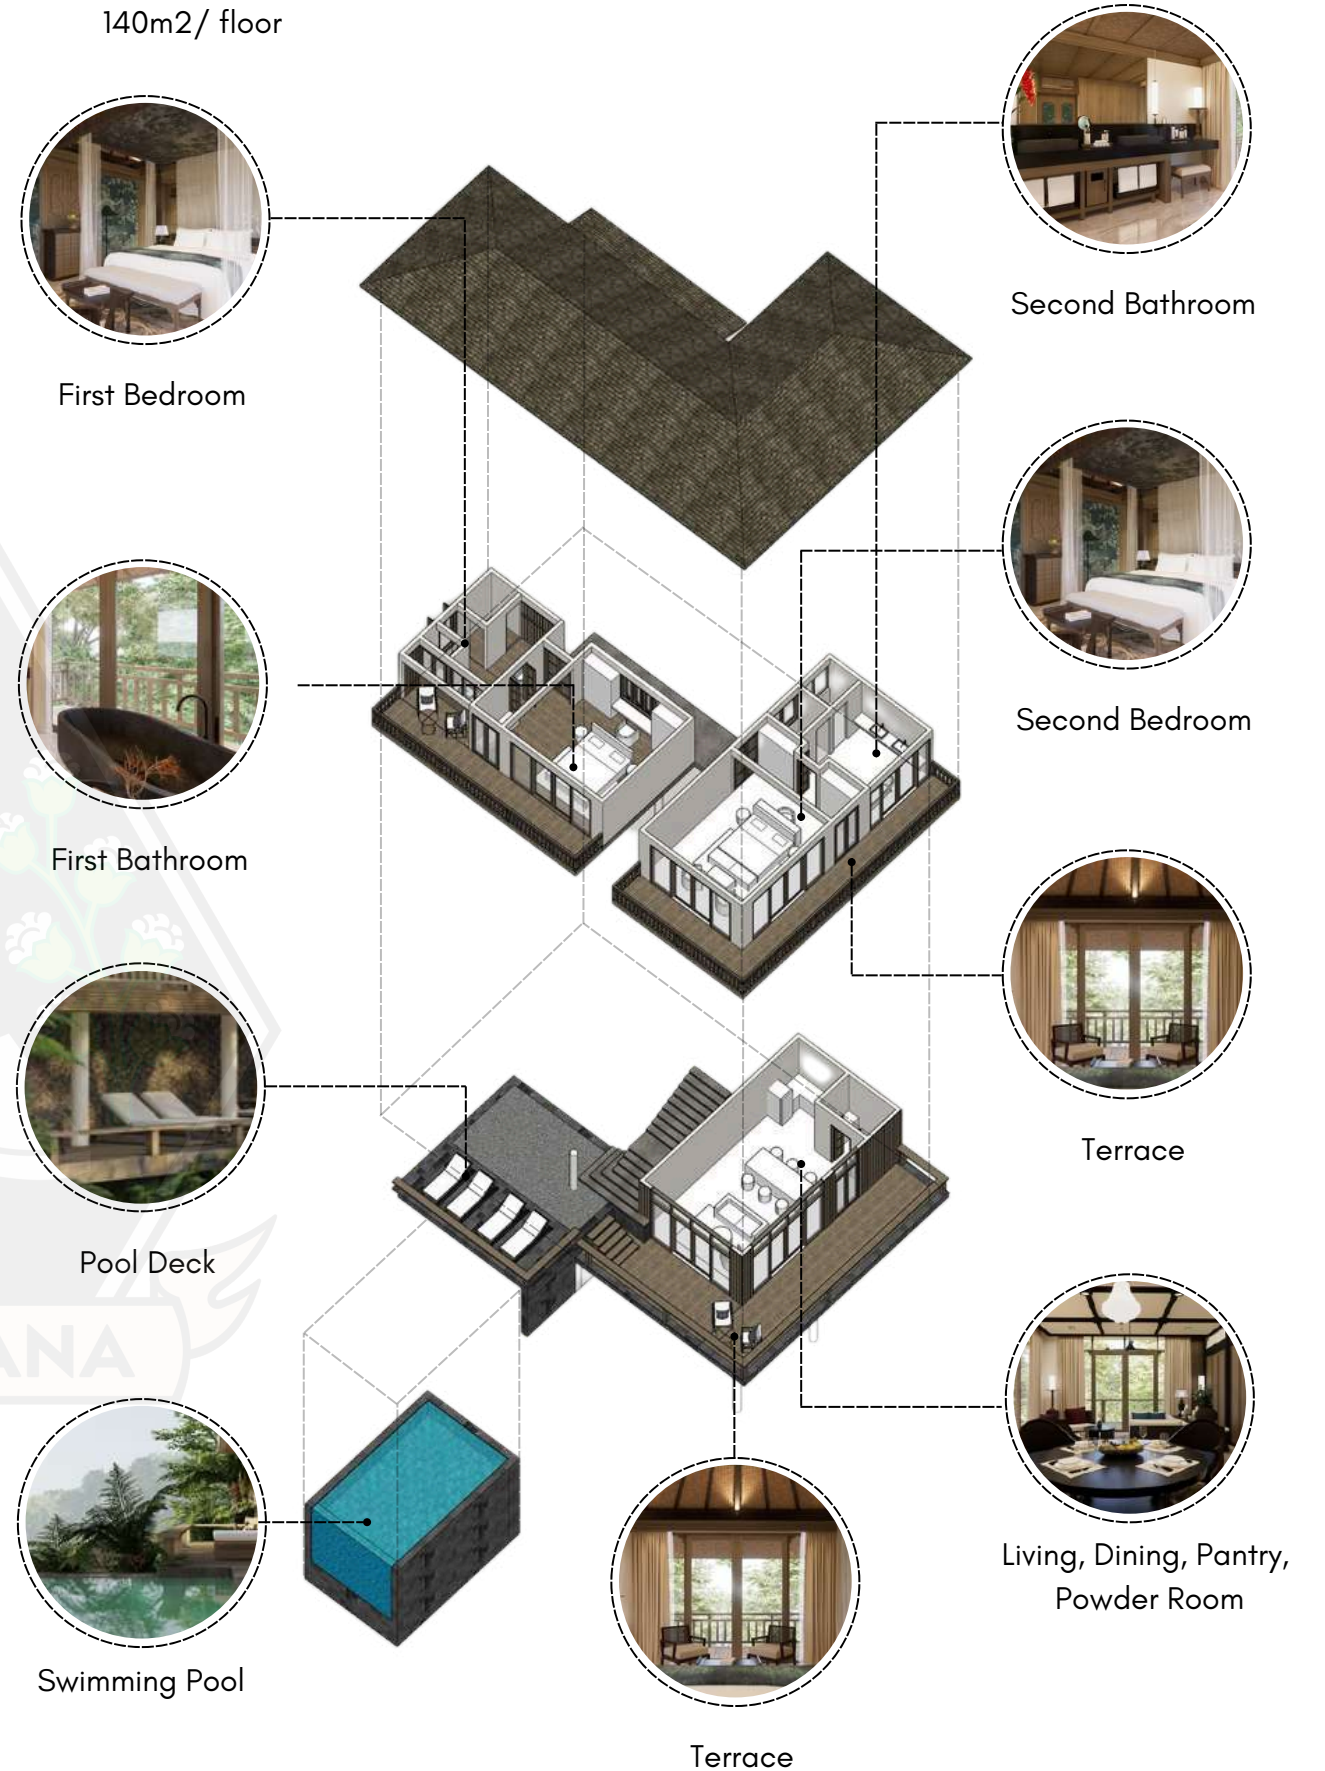 140m2/ floor
First Bedroom
Second Bathroom
Second Bedroom
First Bathroom
Terrace
Pool Deck
ANA
Living, Dining, Pantry,
Powder Room
Swimming Pool
Terrace